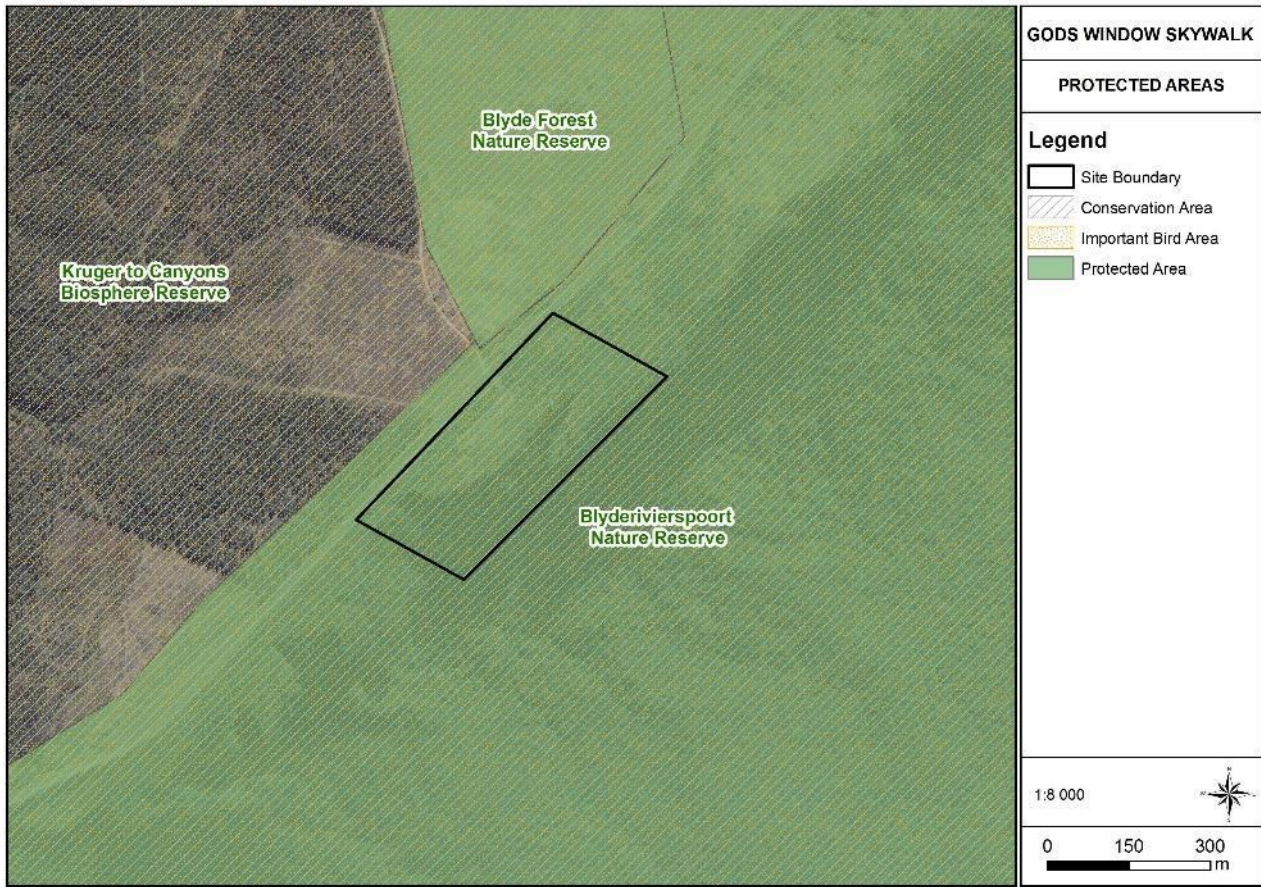 Blyde Forest
Nature Reserve
Kruger to Canyons
Biosphere Reserve
Blyderivierspoort
Nature Reserve
GODS WINDOW SKYWALK
PROTECTED AREAS
Legend
Site Boundary
Conservation Area
Important Bird Area
Protected Area
1:8 000
0 150 300
m